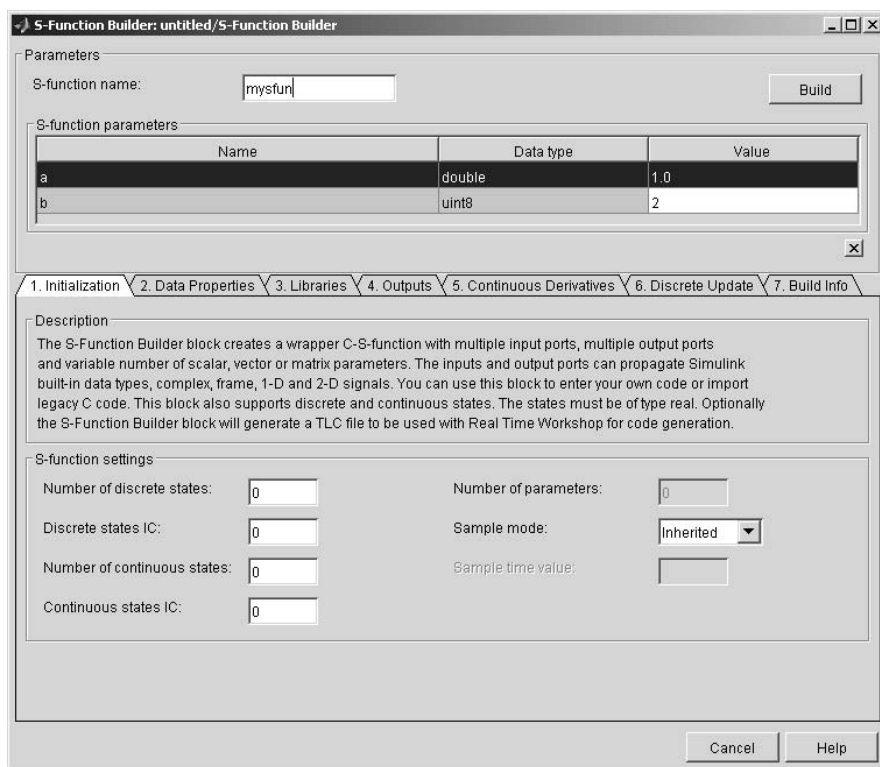 S-Function Builder: untitled/S-Function Builder
Parameters
S-function name: mysfun Build
S-function parameters
Name Data type Value
a double 1.0
b uint8 2
1. Initialization 2. Data Properties 3. Libraries 4. Outputs 5. Continuous Derivatives 6. Discrete Update 7. Build Info
Description
The S-Function Builder block creates a wrapper C-S-function with multiple input ports, multiple output ports
and variable number of scalar, vector or matrix parameters. The inputs and output ports can propagate Simulink
built-in data types, complex, frame, 1-D and 2-D signals. You can use this block to enter your own code or import
legacy C code. This block also supports discrete and continuous states. The states must be of type real. Optionally
the S-Function Builder block will generate a TLC file to be used with Real Time Workshop for code generation.
S-function settings
Number of discrete states: 0 Number of parameters: 0
Discrete states IC: 0 Sample mode: Inherited
Number of continuous states: 0 Sample time value:
Continuous states IC: 0
Cancel Help